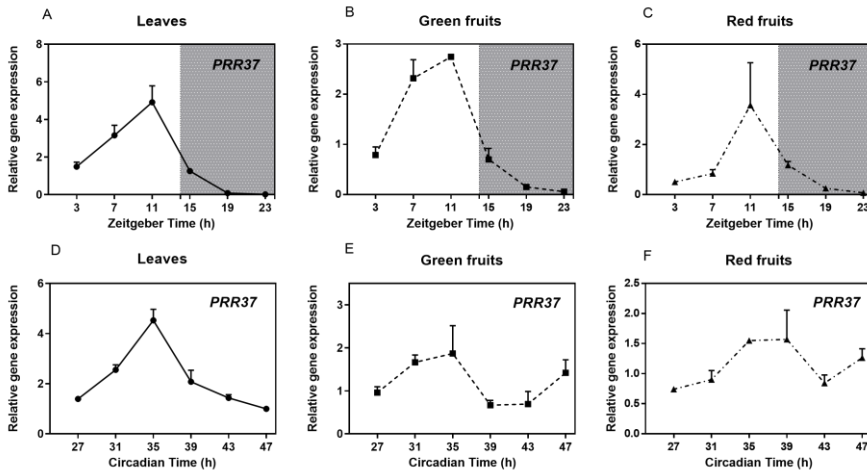 A
Leaves
Relative gene expression
8
6
4
2
0
PRR37
3 7 11 15 19 23
Zeitgeber Time (h)
B
Green fruits
Relative gene expression
3
2
1
0
PRR37
3 7 11 15 19 23
Zeitgeber Time (h)
C
Red fruits
Relative gene expression
6
4
2
0
PRR37
3 7 11 15 19 23
Zeitgeber Time (h)
D
Leaves
Relative gene expression
6
4
2
0
PRR37
27 31 35 39 43 47
Circadian Time (h)
E
Green fruits
Relative gene expression
3
2
1
0
PRR37
27 31 35 39 43 47
Circadian Time (h)
F
Red fruits
Relative gene expression
2.5
2.0
1.5
1.0
0.5
0.0
PRR37
27 31 35 39 43 47
Circadian Time (h)